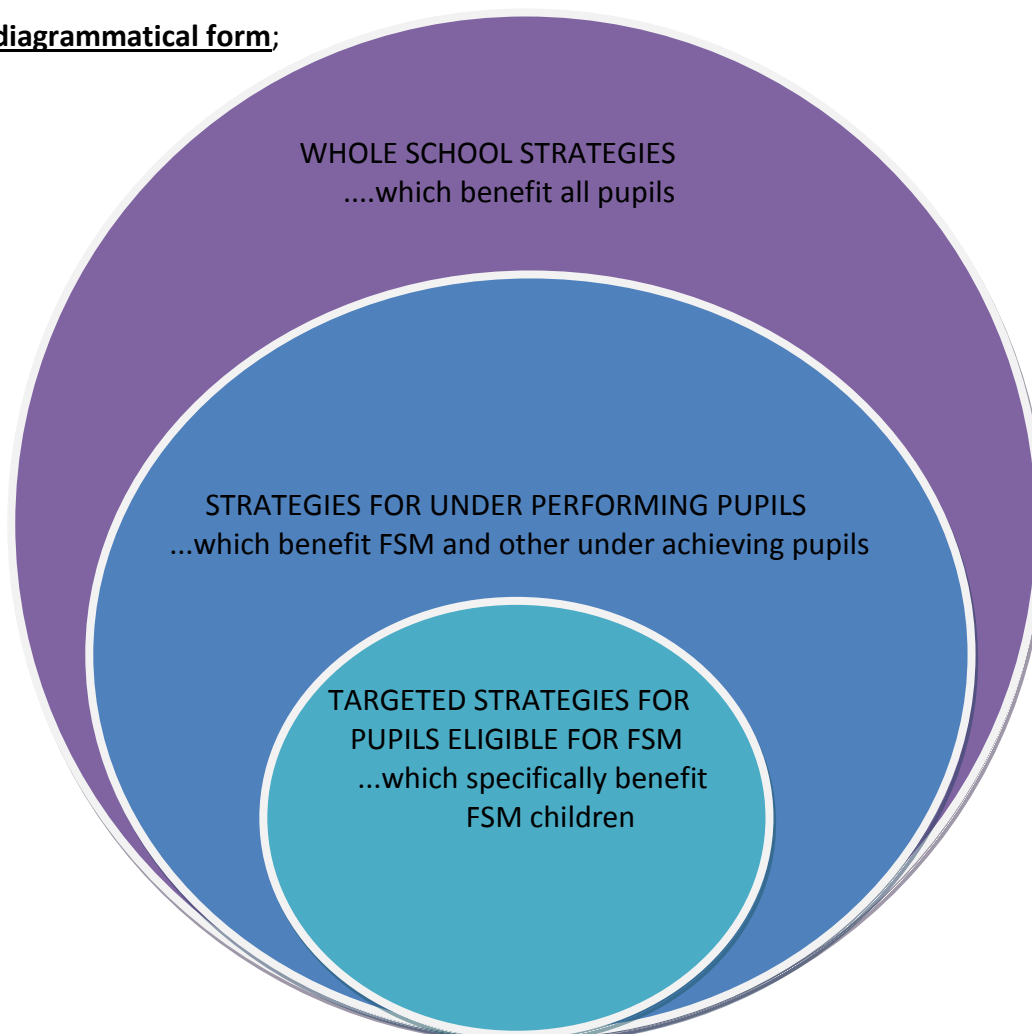 diagrammatical form;
WHOLE SCHOOL STRATEGIES
....which benefit all pupils
STRATEGIES FOR UNDER PERFORMING PUPILS
...which benefit FSM and other under achieving pupils
TARGETED STRATEGIES FOR
PUPILS ELIGIBLE FOR FSM
...which specifically benefit
FSM children